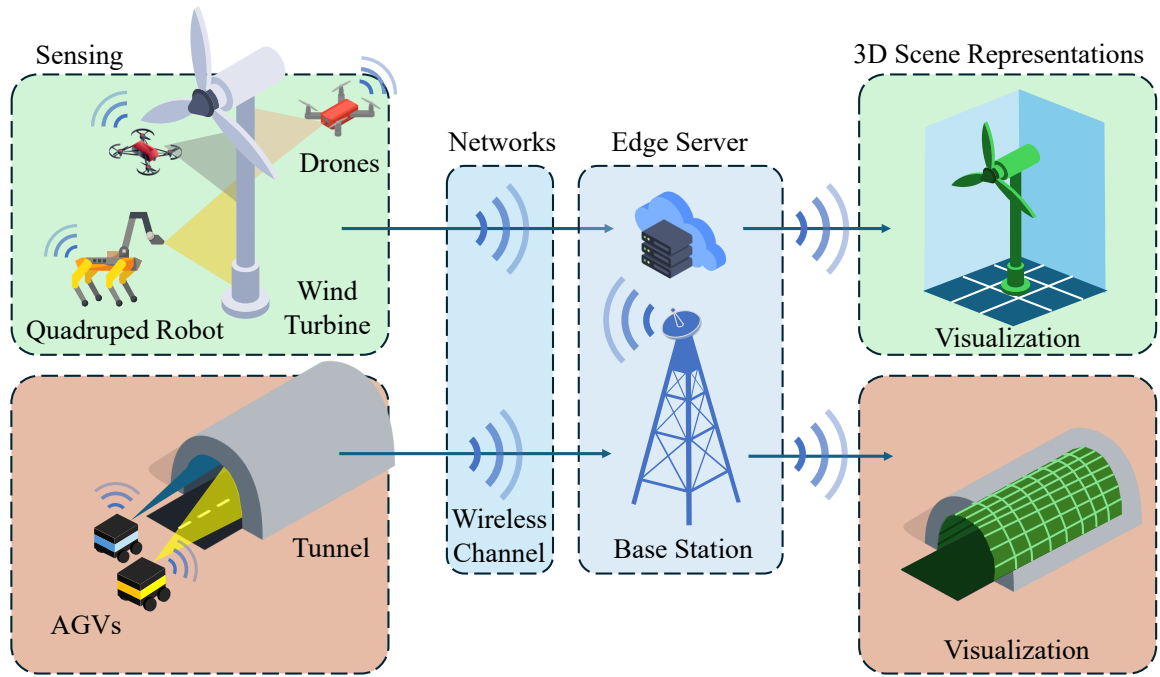 Sensing
3D Scene Representations
Networks
Edge Server
Drones
Wind
Turbine
Quadruped Robot
Visualization
Wireless
Channel
Base Station
Tunnel
AGVs
Visualization